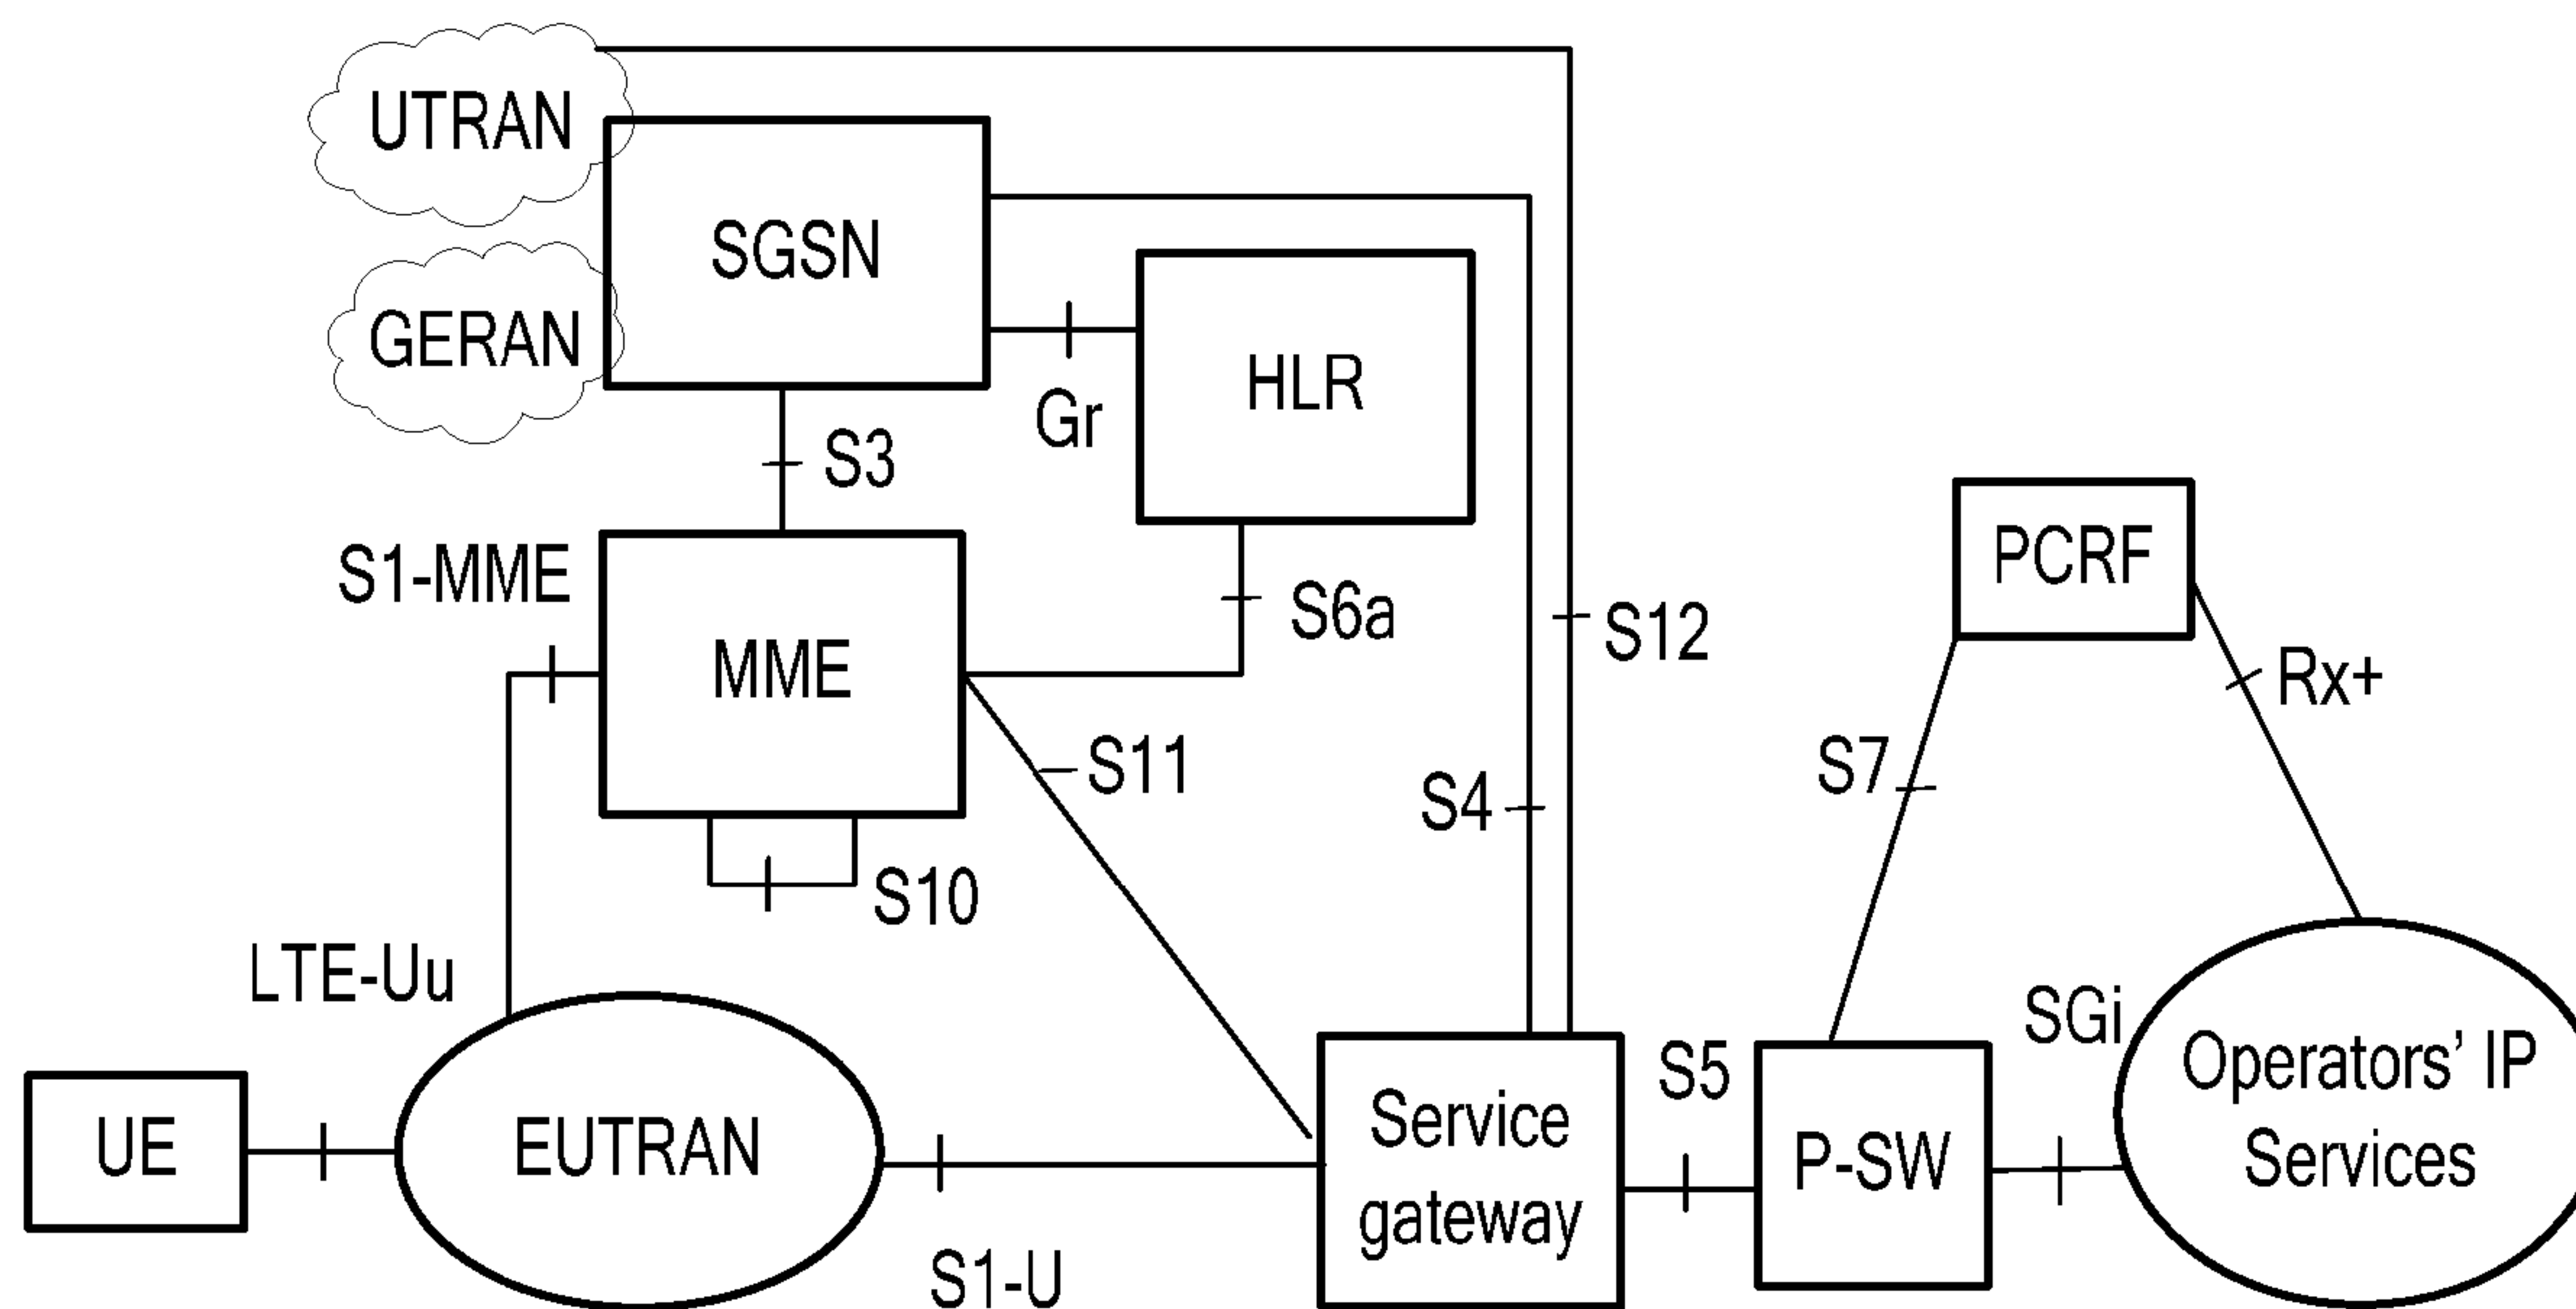 UTRAN
SGSN
GERAN
HLR
Gr
S3
S1-MME
PCRF
S6a
S12
MME
Rx+
S11
S7
S4
S10
LTE-Uu
SGi
S5
Operators’ IP
Services
UE
EUTRAN
Service
gateway
P-SW
S1-U